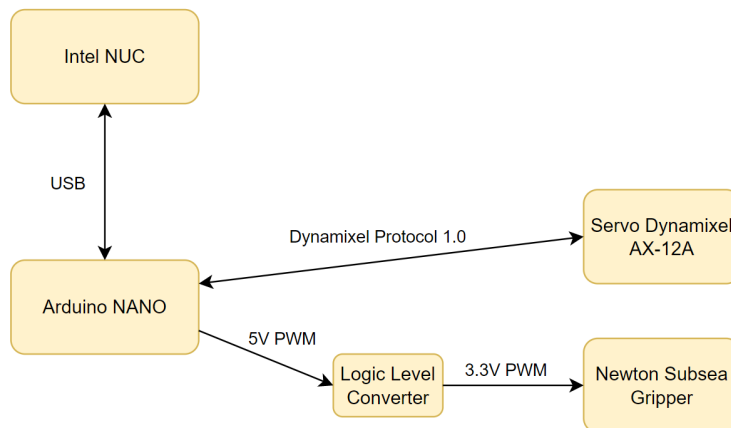 Intel NUC
USB
Servo Dynamixel
AX-12A
Dynamixel Protocol 1.0
Arduino NANO
5V PWM
Logic Level
Converter
3.3V PWM
Newton Subsea
Gripper